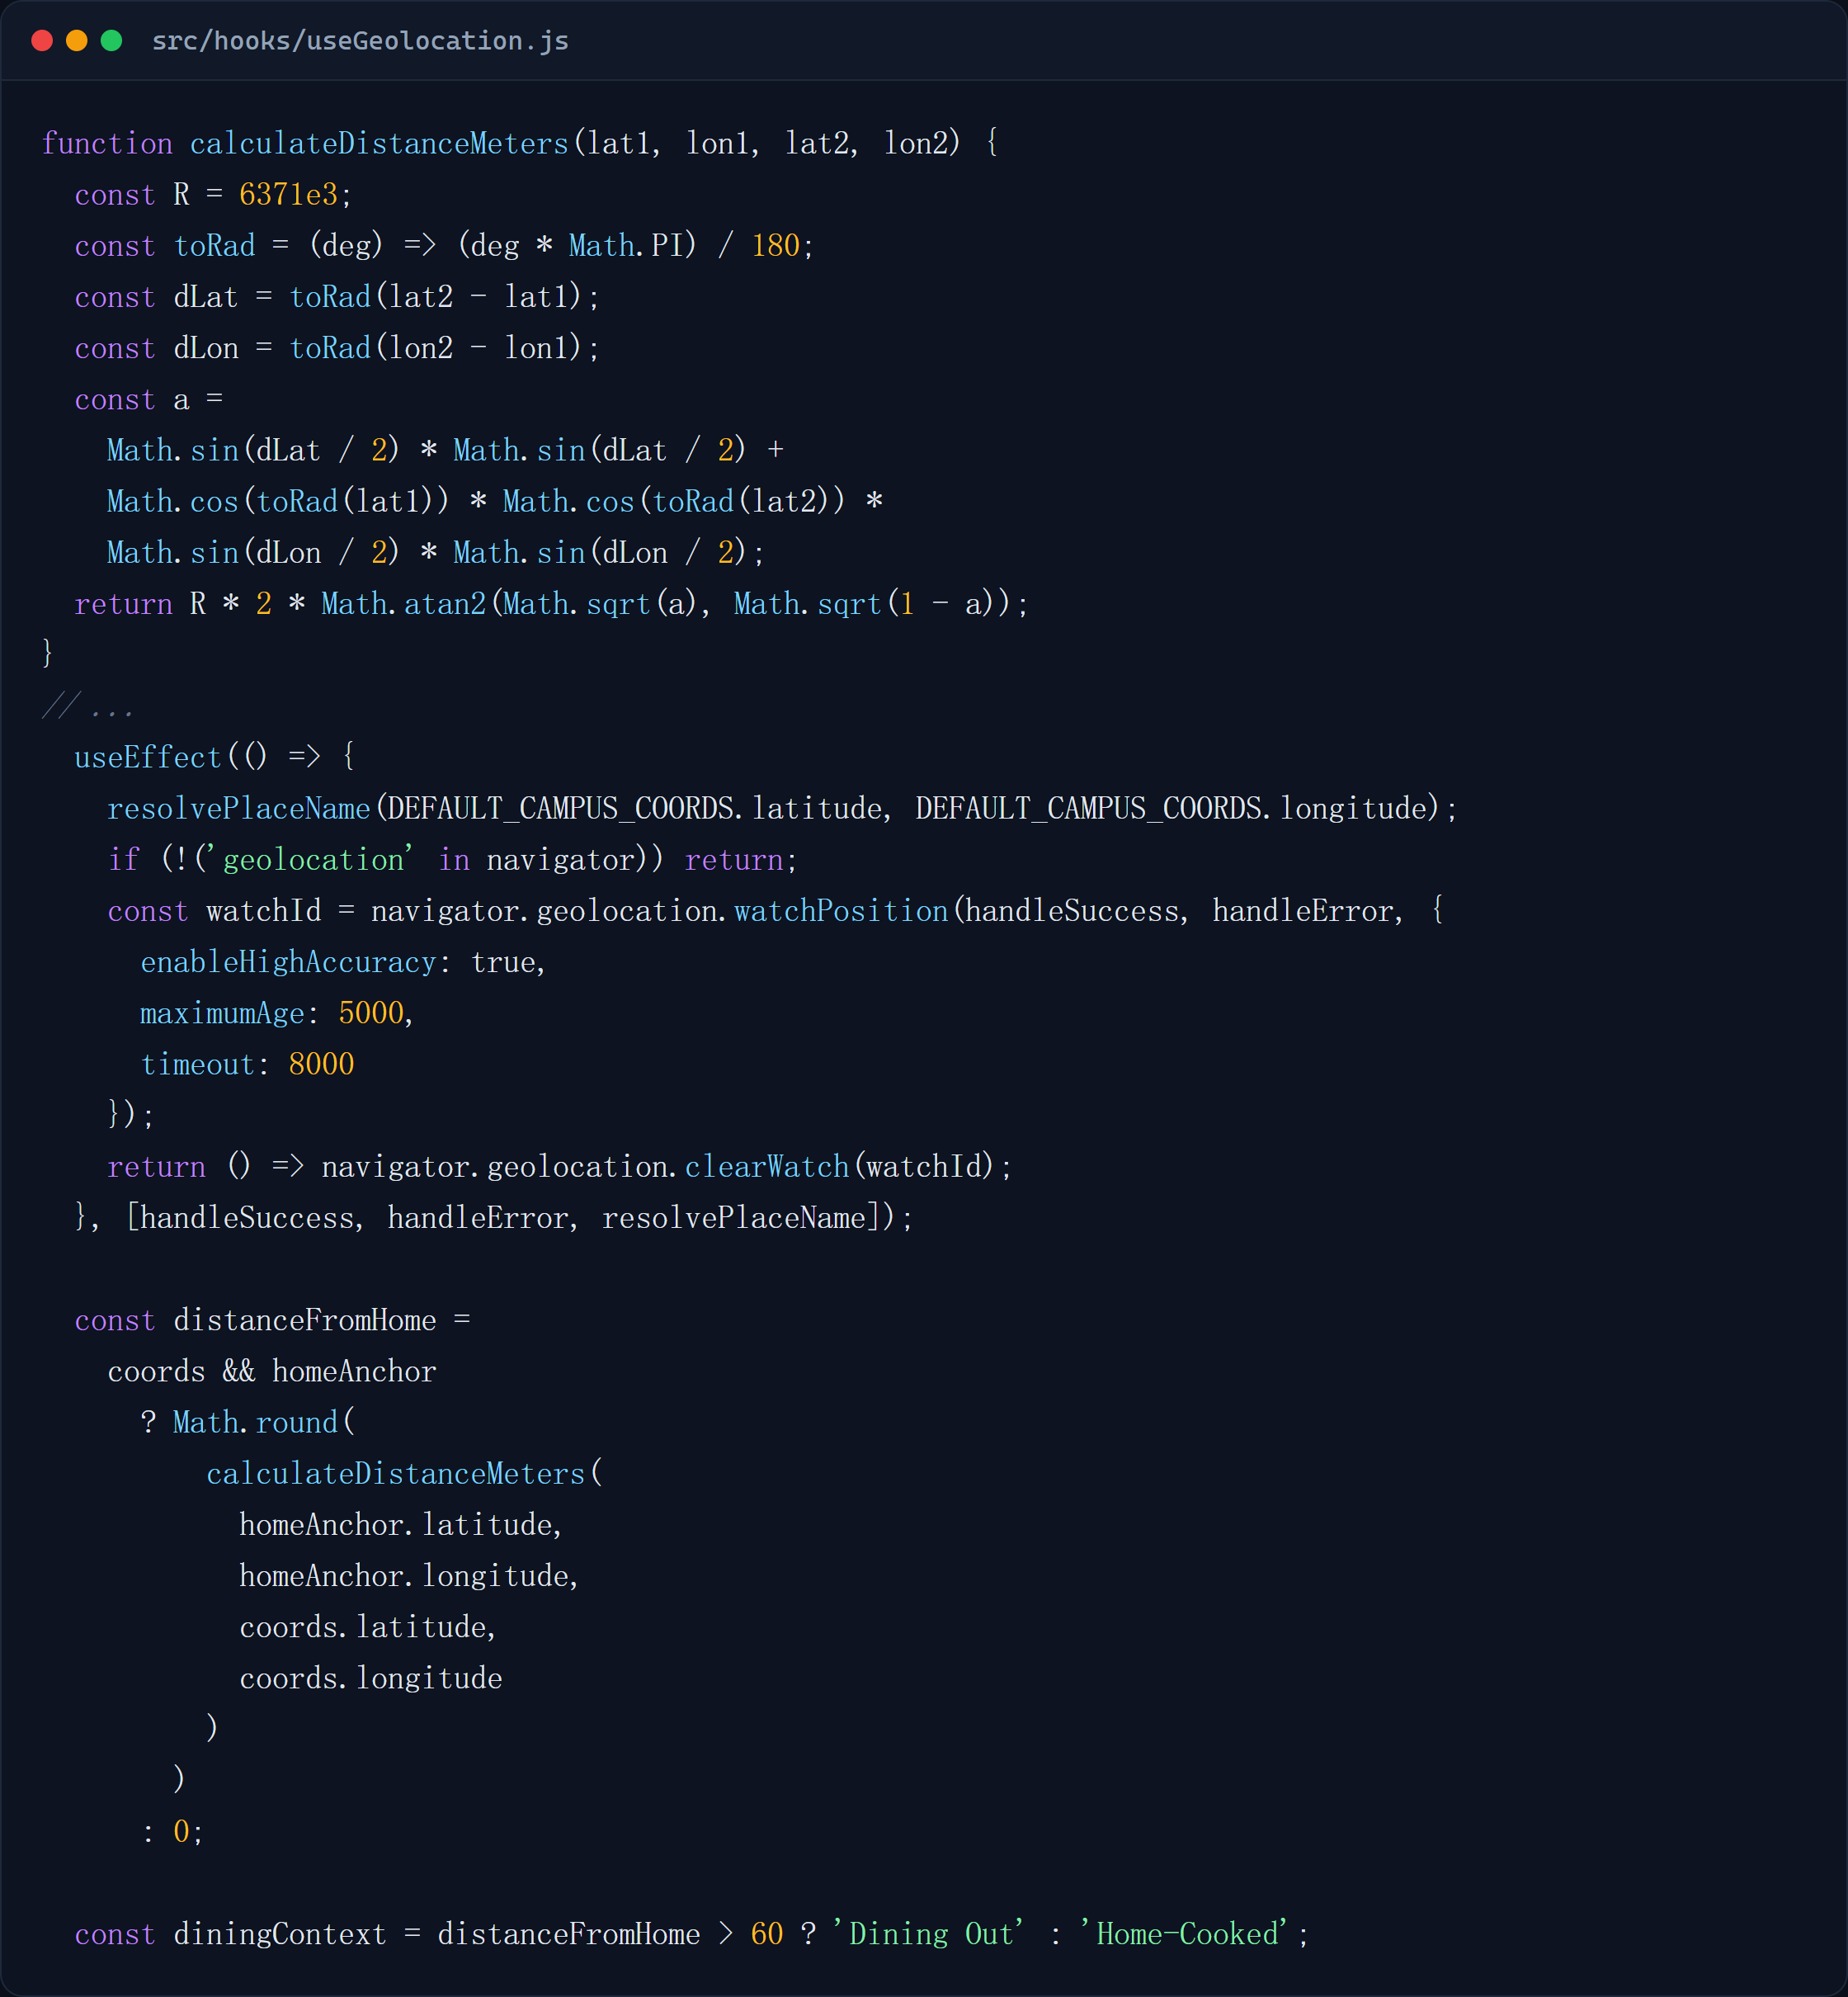 src/hooks/useGeolocation.js
function calculateDistanceMeters(lat1, lon1, lat2, lon2) {
  const R = 6371e3;
  const toRad = (deg) => (deg * Math.PI) / 180;
  const dLat = toRad(lat2 - lat1);
  const dLon = toRad(lon2 - lon1);
  const a =
    Math.sin(dLat / 2) * Math.sin(dLat / 2) +
    Math.cos(toRad(lat1)) * Math.cos(toRad(lat2)) *
    Math.sin(dLon / 2) * Math.sin(dLon / 2);
  return R * 2 * Math.atan2(Math.sqrt(a), Math.sqrt(1 - a));
}
// ...
  useEffect(() => {
    resolvePlaceName(DEFAULT_CAMPUS_COORDS.latitude, DEFAULT_CAMPUS_COORDS.longitude);
    if (!('geolocation' in navigator)) return;
    const watchId = navigator.geolocation.watchPosition(handleSuccess, handleError, {
      enableHighAccuracy: true,
      maximumAge: 5000,
      timeout: 8000
    });
    return () => navigator.geolocation.clearWatch(watchId);
  }, [handleSuccess, handleError, resolvePlaceName]);

  const distanceFromHome =
    coords && homeAnchor
      ? Math.round(
          calculateDistanceMeters(
            homeAnchor.latitude,
            homeAnchor.longitude,
            coords.latitude,
            coords.longitude
          )
        )
      : 0;

  const diningContext = distanceFromHome > 60 ? 'Dining Out' : 'Home-Cooked';